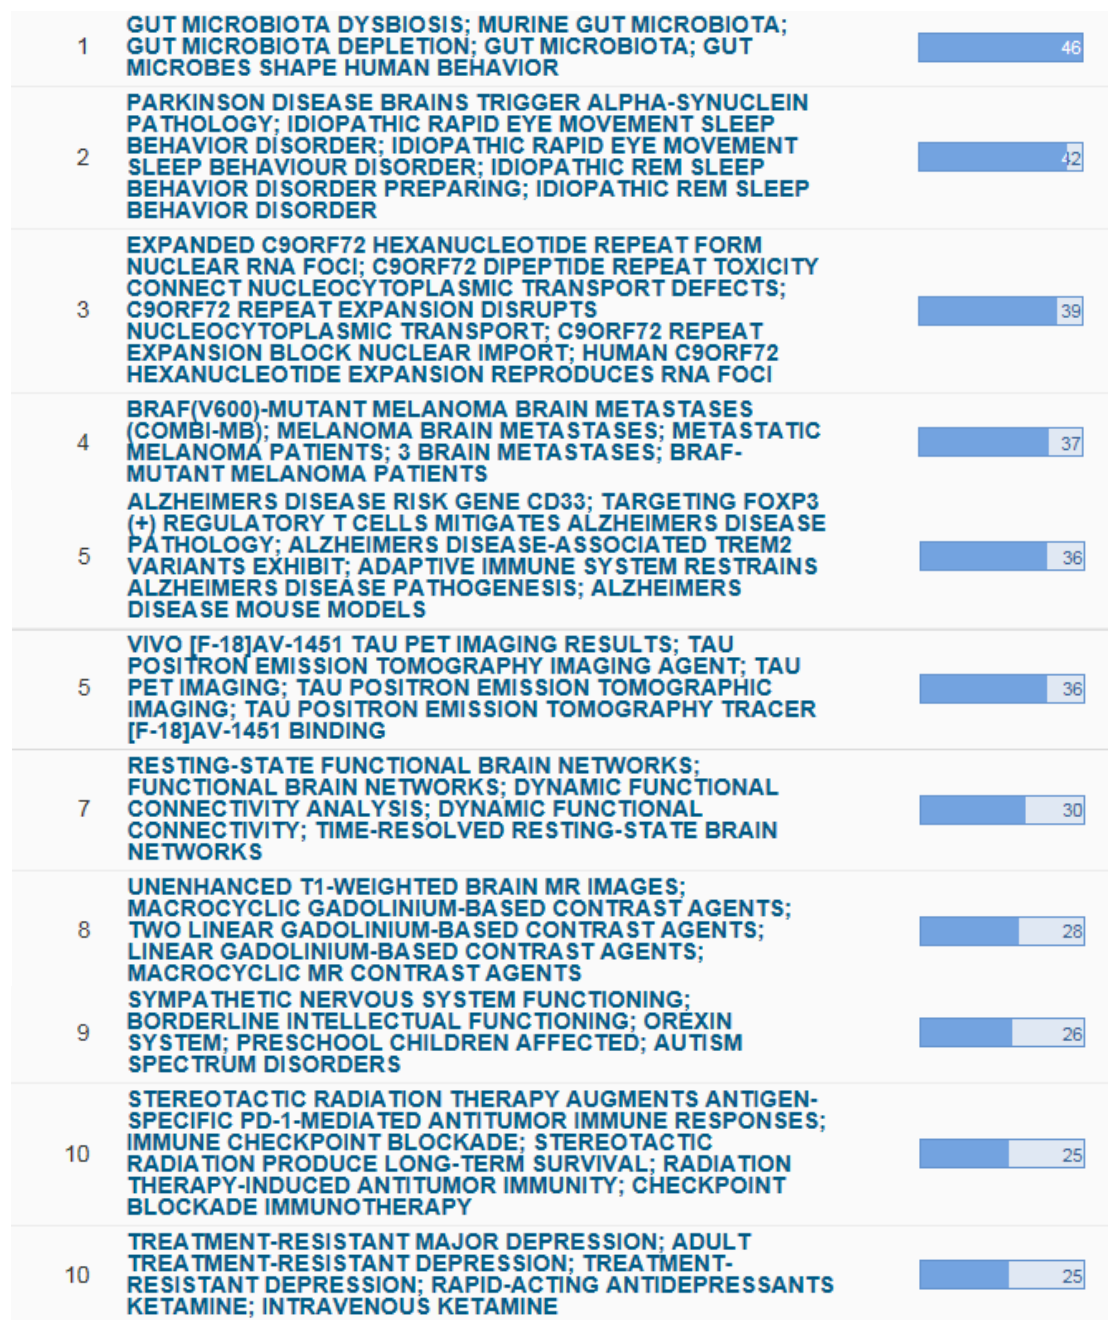 1
GUT MICROBIOTA DYSBIOSIS; MURINE GUT MICROBIOTA;
GUT MICROBIOTA DEPLETION; GUT MICROBIOTA; GUT
MICROBES SHAPE HUMAN BEHAVIOR
46
2
PARKINSON DISEASE BRAINS TRIGGER ALPHA-SYNUCLEIN
PATHOLOGY; IDIOPATHIC RAPID EYE MOVEMENT SLEEP
BEHAVIOR DISORDER; IDIOPATHIC RAPID EYE MOVEMENT
SLEEP BEHAVIOUR DISORDER; IDIOPATHIC REM SLEEP
BEHAVIOR DISORDER PREPARING; IDIOPATHIC REM SLEEP
BEHAVIOR DISORDER
42
3
EXPANDED C9ORF72 HEXANUCLEOTIDE REPEAT FORM
NUCLEAR RNA FOCI; C9ORF72 DIPEPTIDE REPEAT TOXICITY
CONNECT NUCLEOCYTOPLASMIC TRANSPORT DEFECTS;
C9ORF72 REPEAT EXPANSION DISRUPTS
NUCLEOCYTOPLASMIC TRANSPORT; C9ORF72 REPEAT
EXPANSION BLOCK NUCLEAR IMPORT; HUMAN C9ORF72
HEXANUCLEOTIDE EXPANSION REPRODUCES RNA FOCI
39
4
BRAF(V600)-MUTANT MELANOMA BRAIN METASTASES
(COMBI-MB); MELANOMA BRAIN METASTASES; METASTATIC
MELANOMA PATIENTS; 3 BRAIN METASTASES; BRAF-
MUTANT MELANOMA PATIENTS
37
5
ALZHEIMERS DISEASE RISK GENE CD33; TARGETING FOXP3
(+) REGULATORY T CELLS MITIGATES ALZHEIMERS DISEASE
PATHOLOGY; ALZHEIMERS DISEASE-ASSOCIATED TREM2
VARIANTS EXHIBIT; ADAPTIVE IMMUNE SYSTEM RESTRAINS
ALZHEIMERS DISEASE PATHOGENESIS; ALZHEIMERS
DISEASE MOUSE MODELS
36
5
VIVO [F-18]AV-1451 TAU PET IMAGING RESULTS; TAU
POSITRON EMISSION TOMOGRAPHY IMAGING AGENT; TAU
PET IMAGING; TAU POSITRON EMISSION TOMOGRAPHIC
IMAGING; TAU POSITRON EMISSION TOMOGRAPHY TRACER
[F-18]AV-1451 BINDING
36
7
RESTING-STATE FUNCTIONAL BRAIN NETWORKS;
FUNCTIONAL BRAIN NETWORKS; DYNAMIC FUNCTIONAL
CONNECTIVITY ANALYSIS; DYNAMIC FUNCTIONAL
CONNECTIVITY; TIME-RESOLVED RESTING-STATE BRAIN
NETWORKS
30
8
UNENHANCED T1-WEIGHTED BRAIN MR IMAGES;
MACROCYCLIC GADOLINIUM-BASED CONTRAST AGENTS;
TWO LINEAR GADOLINIUM-BASED CONTRAST AGENTS;
LINEAR GADOLINIUM-BASED CONTRAST AGENTS;
MACROCYCLIC MR CONTRAST AGENTS
28
9
SYMPATHETIC NERVOUS SYSTEM FUNCTIONING;
BORDERLINE INTELLECTUAL FUNCTIONING; OREXIN
SYSTEM; PRESCHOOL CHILDREN AFFECTED; AUTISM
SPECTRUM DISORDERS
26
10
STEREOTACTIC RADIATION THERAPY AUGMENTS ANTIGEN-
SPECIFIC PD-1-MEDIATED ANTITUMOR IMMUNE RESPONSES;
IMMUNE CHECKPOINT BLOCKADE; STEREOTACTIC
RADIATION PRODUCE LONG-TERM SURVIVAL; RADIATION
THERAPY-INDUCED ANTITUMOR IMMUNITY; CHECKPOINT
BLOCKADE IMMUNOTHERAPY
25
10
TREATMENT-RESISTANT MAJOR DEPRESSION; ADULT
TREATMENT-RESISTANT DEPRESSION; TREATMENT-
RESISTANT DEPRESSION; RAPID-ACTING ANTIDEPRESSANTS
KETAMINE; INTRAVENOUS KETAMINE
25